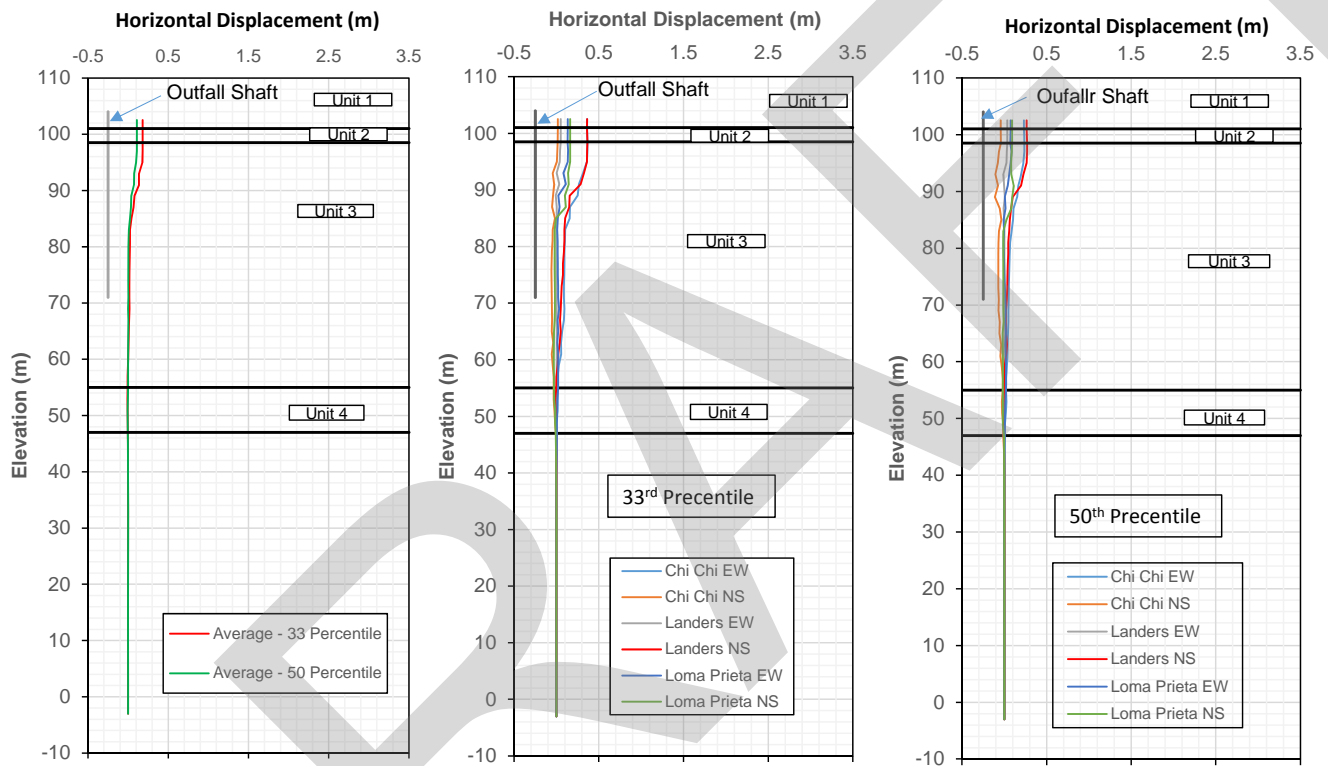 Horizontal Displacement (m)
-0.5 0.5 1.5 2.5 3.5
110
100
90
80
70
60
50
40
30
20
10
0
-10
Elevation (m)
Outfall Shaft
Unit 1
Unit 2
Unit 3
Unit 4
Average - 33 Percentile
Average - 50 Percentile
Horizontal Displacement (m)
-0.5 0.5 1.5 2.5 3.5
110
100
90
80
70
60
50
40
30
20
10
0
-10
Elevation (m)
Outfall Shaft
Unit 1
Unit 2
Unit 3
Unit 4
33rd Precentile
Chi Chi EW
Chi Chi NS
Landers EW
Landers NS
Loma Prieta EW
Loma Prieta NS
Horizontal Displacement (m)
-0.5 0.5 1.5 2.5 3.5
110
100
90
80
70
60
50
40
30
20
10
0
-10
Elevation (m)
Oufallr Shaft
Unit 1
Unit 2
Unit 3
Unit 4
50th Precentile
Chi Chi EW
Chi Chi NS
Landers EW
Landers NS
Loma Prieta EW
Loma Prieta NS